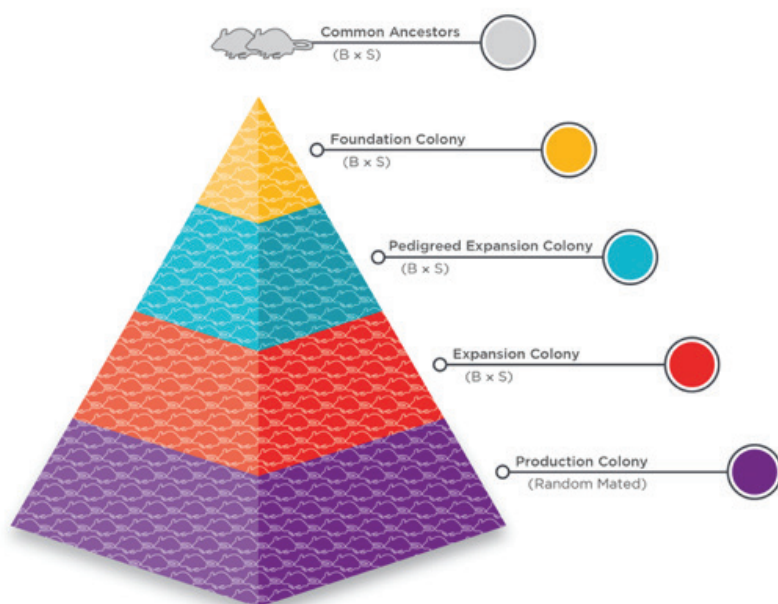 Common Ancestors
(B × S)
Foundation Colony
(B × S)
Pedigreed Expansion Colony
(B × S)
Expansion Colony
(B × S)
Production Colony
(Random Mated)